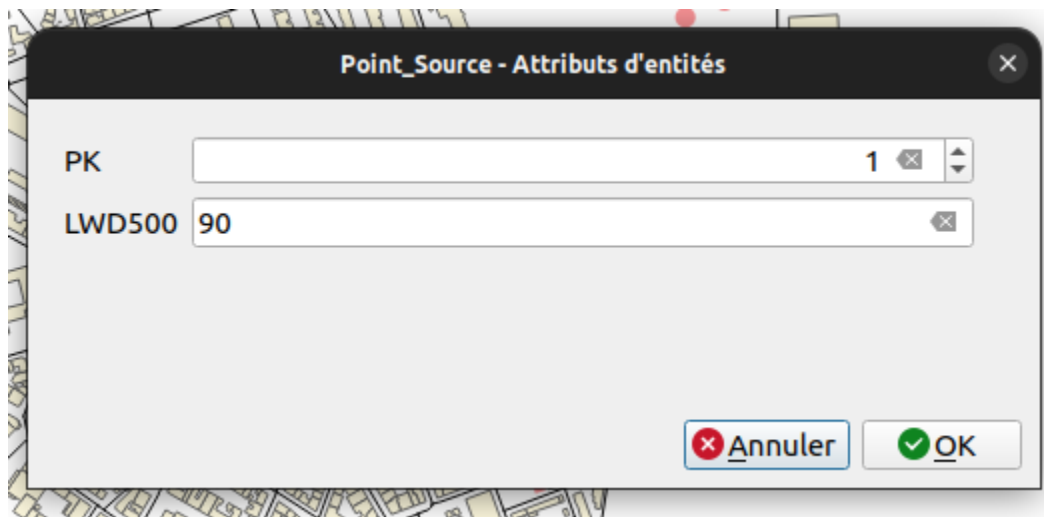 Point_Source - Attributs d'entités
PK 1
LWD500 90
Annuler OK